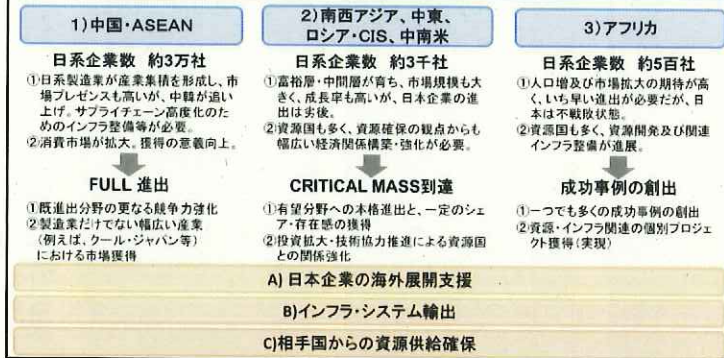 1)中国・ASEAN
日系企業数 約3万社
①日系製造業が産業集積を形成し、市
場プレゼンスも高いが、中韓が追い
上げ。サプライチェーン高度化のた
めのインフラ整備等が必要。
②消費市場が拡大。獲得の意義向上。
FULL 進出
①既進出分野の更なる競争力強化
②製造業だけでない幅広い産業
(例えば、クール・ジャパン等)
における市場獲得
2)南西アジア、中東、
ロシア・CIS、中南米
日系企業数 約3千社
①富裕層・中間層が育ち、市場規模も大
きく、成長率も高いが、日本企業の進
出は劣後。
②資源国も多く、資源確保の観点からも
幅広い経済関係構築・強化が必要。
CRITICAL MASS到達
①有望分野への本格進出と、一定のシェ
ア・存在感の獲得
②投資拡大・技術協力推進による資源国
との関係強化
3)アフリカ
日系企業数 約5百社
①人口増及び市場拡大の期待が高
く、いち早い進出が必要だが、日
本は不戦敗状態。
②資源国も多く、資源開発及び関連
インフラ整備が進展。
成功事例の創出
①一つでも多くの成功事例の創出
②資源・インフラ関連の個別プロジェ
クト獲得(実現)
A) 日本企業の海外展開支援
B)インフラ・システム輸出
C)相手国からの資源供給確保